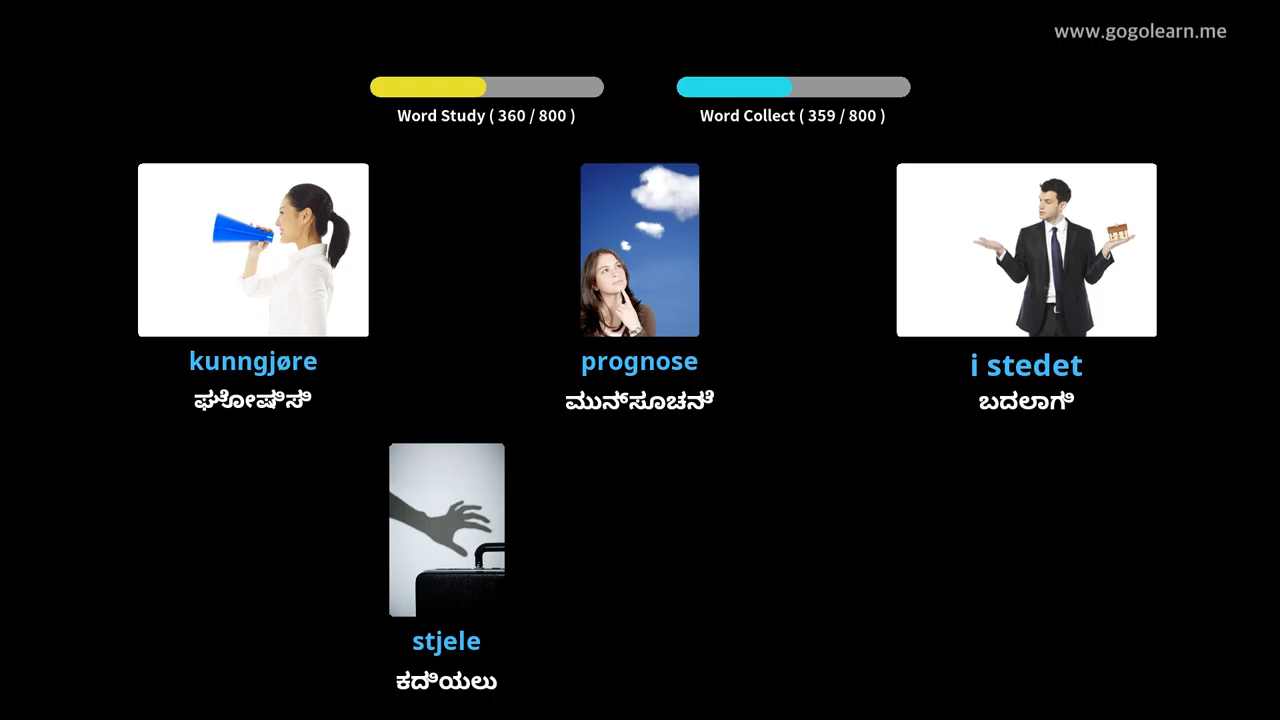 www.gogolearn.me
Word Study ( 360 / 800 )
Word Collect ( 359 / 800 )
kunngjøre
ಘೋಷಿಸಿ
prognose
ಮುನ್ಸೂಚನೆ
i stedet
ಬದಲಾಗಿ
stjele
ಕದಿಯಲು